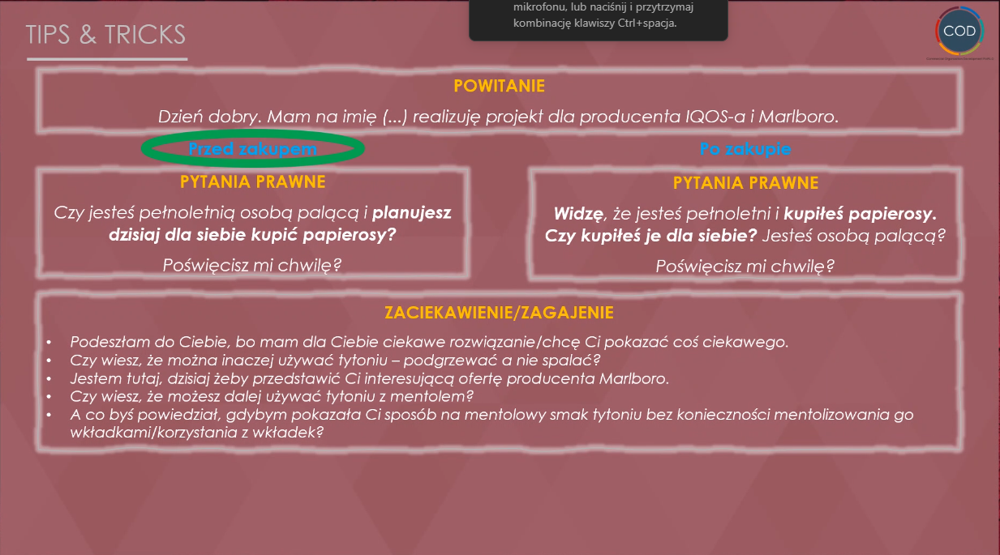 mikrofonu, lub naciśnij i przytrzymaj
kombinację klawiszy Ctrl+spacja.
TIPS & TRICKS
COD
POWITANIE
Dzień dobry. Mam na imię (...) realizuję projekt dla producenta IQOS-a i Marlboro.
Przed zakupem
Po zakupie
PYTANIA PRAWNE
Czy jesteś pełnoletnią osobą palącą i planujesz
dzisiaj dla siebie kupić papierosy?
Poświęcisz mi chwilę?
PYTANIA PRAWNE
Widzę, że jesteś pełnoletni i kupiłeś papierosy.
Czy kupiłeś je dla siebie? Jesteś osobą palącą?
Poświęcisz mi chwilę?
ZACIEKAWIENIE/ZAGAJENIE
• Podeszłam do Ciebie, bo mam dla Ciebie ciekawe rozwiązanie/chcę Ci pokazać coś ciekawego.
• Czy wiesz, że można inaczej używać tytoniu – podgrzewać a nie spalać?
• Jestem tutaj, dzisiaj żeby przedstawić Ci interesującą ofertę producenta Marlboro.
• Czy wiesz, że możesz dalej używać tytoniu z mentolem?
• A co byś powiedział, gdybym pokazała Ci sposób na mentolowy smak tytoniu bez konieczności mentolizowania go
wkładkami/korzystania z wkładek?